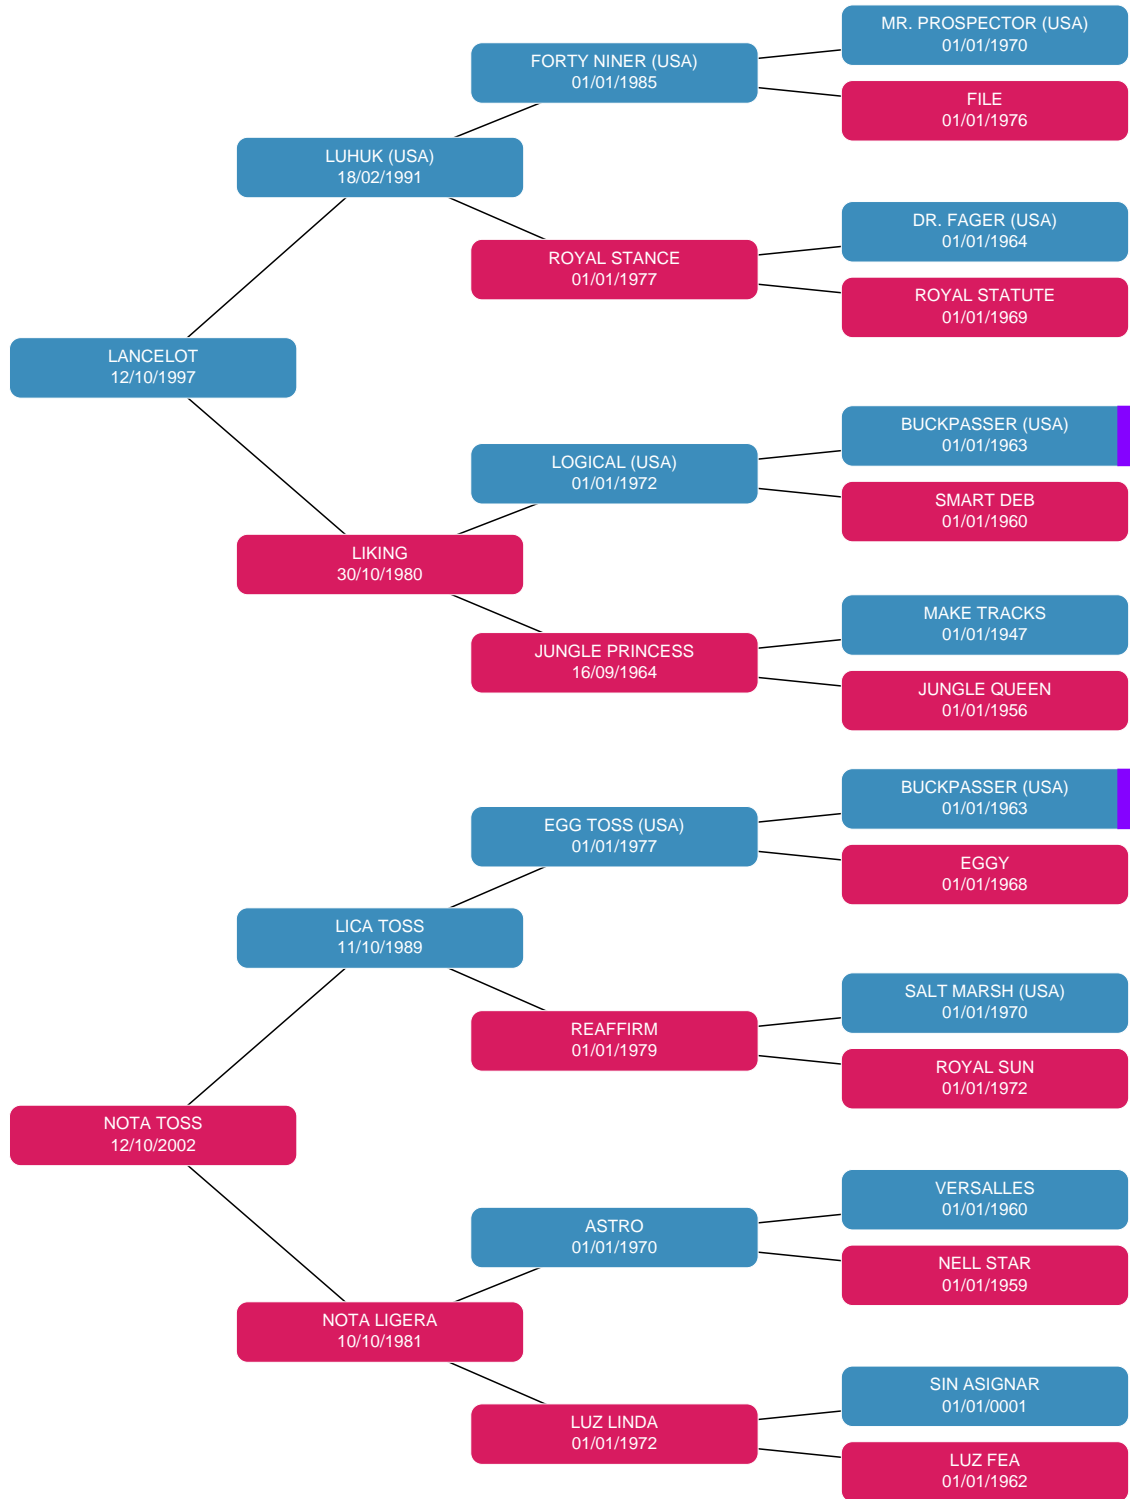 MR. PROSPECTOR (USA)
01/01/1970
FORTY NINER (USA)
01/01/1985
FILE
01/01/1976
LUHUK (USA)
18/02/1991
DR. FAGER (USA)
01/01/1964
ROYAL STANCE
01/01/1977
ROYAL STATUTE
01/01/1969
LANCELOT
12/10/1997
BUCKPASSER (USA)
01/01/1963
LOGICAL (USA)
01/01/1972
SMART DEB
01/01/1960
LIKING
30/10/1980
MAKE TRACKS
01/01/1947
JUNGLE PRINCESS
16/09/1964
JUNGLE QUEEN
01/01/1956
BUCKPASSER (USA)
01/01/1963
EGG TOSS (USA)
01/01/1977
EGGY
01/01/1968
LICA TOSS
11/10/1989
SALT MARSH (USA)
01/01/1970
REAFFIRM
01/01/1979
ROYAL SUN
01/01/1972
NOTA TOSS
12/10/2002
VERSALLES
01/01/1960
ASTRO
01/01/1970
NELL STAR
01/01/1959
NOTA LIGERA
10/10/1981
SIN ASIGNAR
01/01/0001
LUZ LINDA
01/01/1972
LUZ FEA
01/01/1962